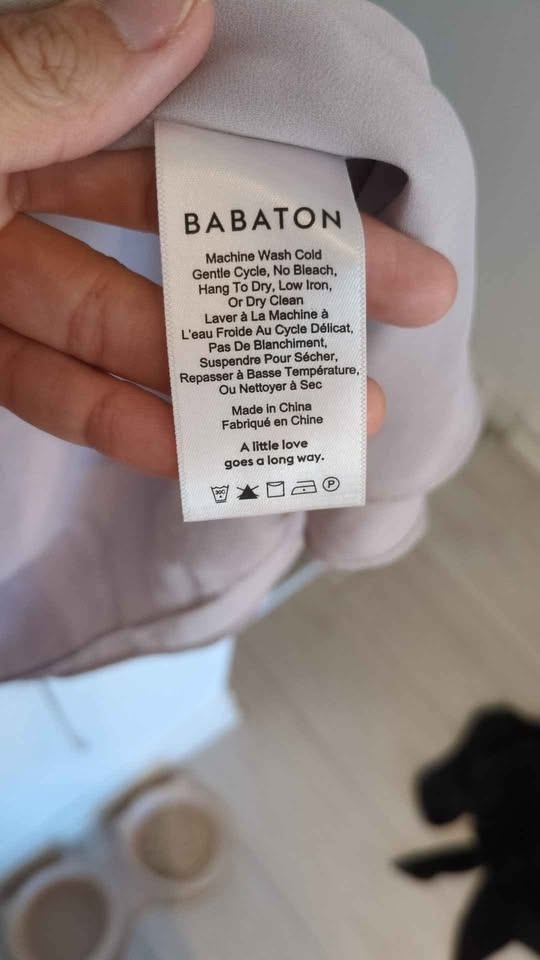 BABATON
Machine Wash Cold
Gentle Cycle, No Bleach,
Hang To Dry, Low Iron,
Or Dry Clean
Laver à La Machine à
L'eau Froide Au Cycle Délicat,
Pas De Blanchiment,
Suspendre Pour Sécher,
Repasser à Basse Température,
Ou Nettoyer à Sec
Made in China
Fabriqué en Chine
A little love
goes a long way.
30C P